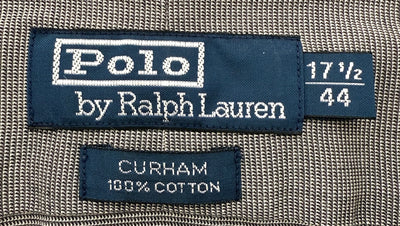 Polo
by Ralph Lauren
17 1/2
44
CURHAM
100% COTTON